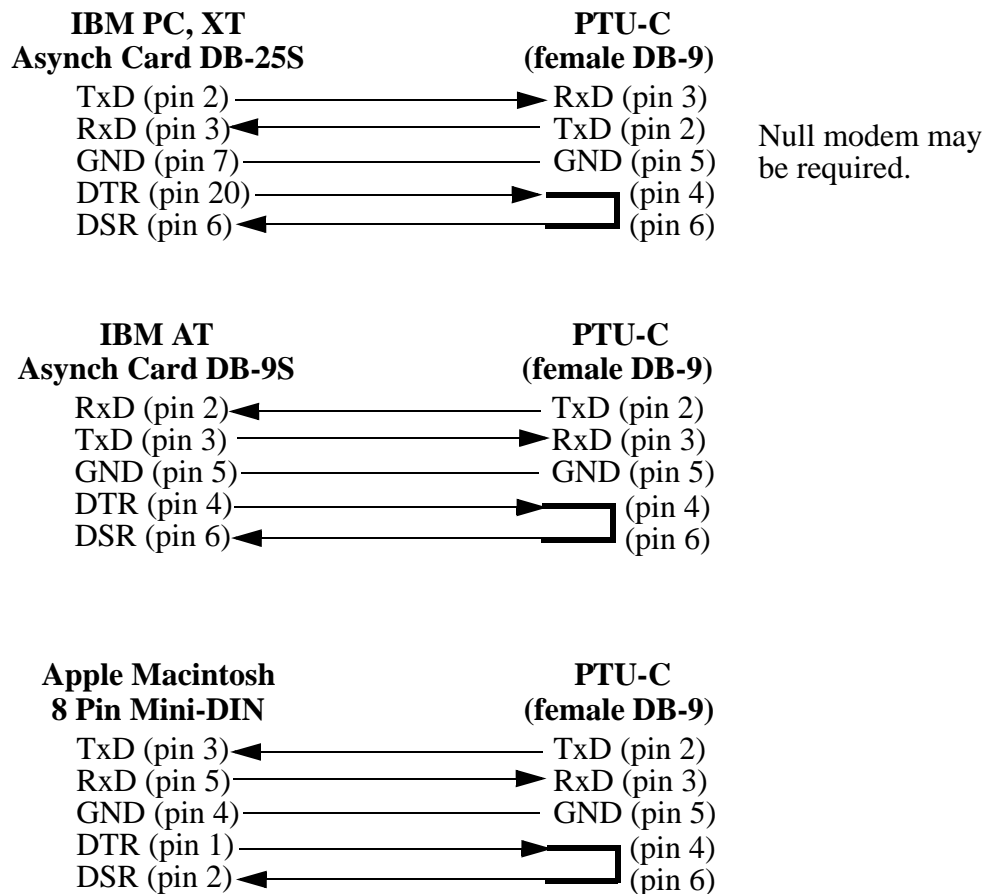 IBM PC, XT PTU-C
Asynch Card DB-25S (female DB-9)
TxD (pin 2) RxD (pin 3)
RxD (pin 3) TxD (pin 2)
GND (pin 7) GND (pin 5)
DTR (pin 20) (pin 4)
DSR (pin 6) (pin 6)
Null modem may
be required.
IBM AT PTU-C
Asynch Card DB-9S (female DB-9)
RxD (pin 2) TxD (pin 2)
TxD (pin 3) RxD (pin 3)
GND (pin 5) GND (pin 5)
DTR (pin 4) (pin 4)
DSR (pin 6) (pin 6)
Apple Macintosh PTU-C
8 Pin Mini-DIN (female DB-9)
TxD (pin 3) TxD (pin 2)
RxD (pin 5) RxD (pin 3)
GND (pin 4) GND (pin 5)
DTR (pin 1) (pin 4)
DSR (pin 2) (pin 6)